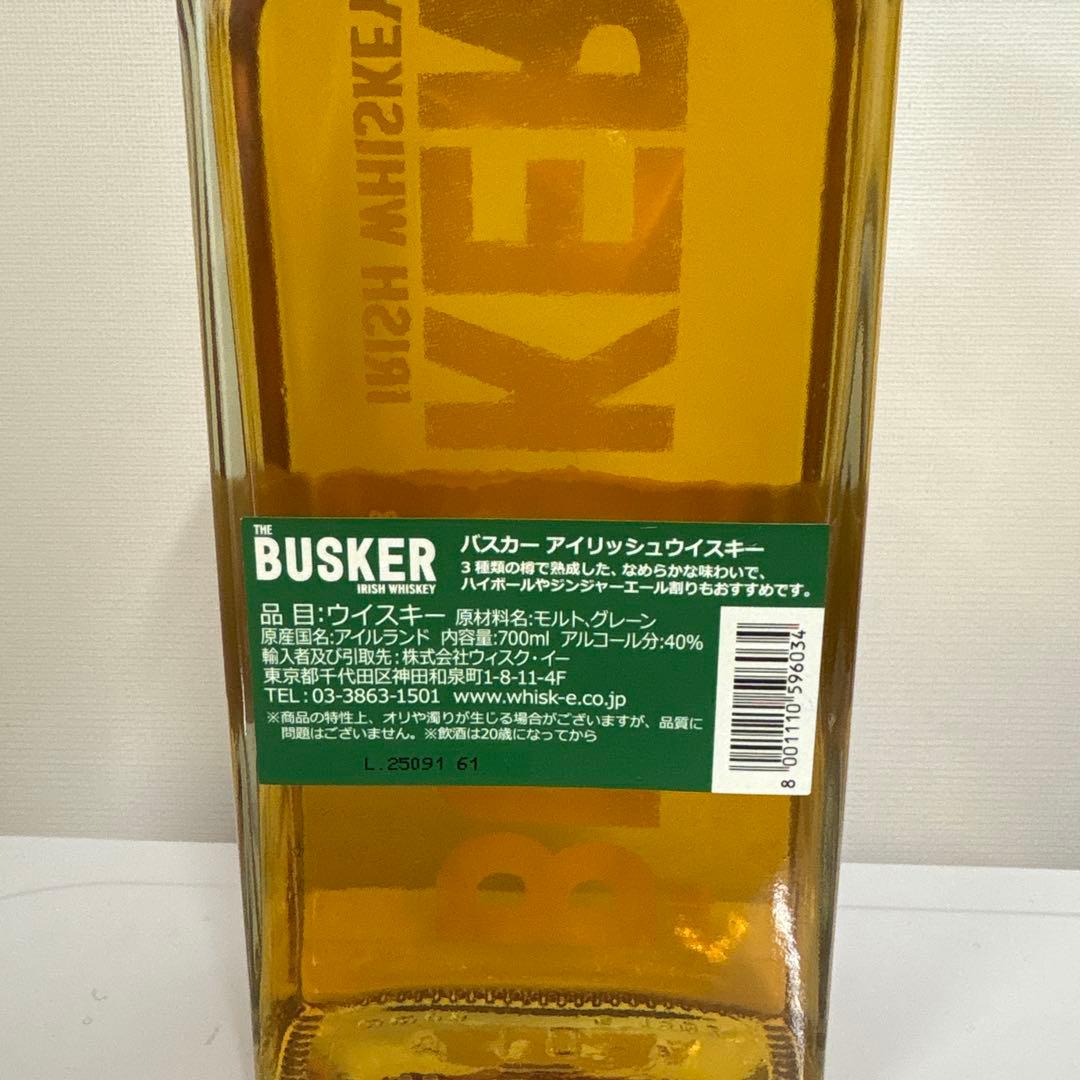 IRISH WHISKEY
KER
THE
BUSKER
IRISH WHISKEY
バスカー アイリッシュウイスキー
3種類の樽で熟成した、なめらかな味わいで、
ハイボールやジンジャーエール割りもおすすめです。
品 目:ウイスキー 原材料名:モルト、グレーン
原産国名:アイルランド 内容量:700ml アルコール分:40%
輸入者及び引取先:株式会社ウィスク・イー
東京都千代田区神田和泉町1-8-11-4F
TEL:03-3863-1501 www.whisk-e.co.jp
※商品の特性上、オリや濁りが生じる場合がございますが、品質に
問題はございません。※飲酒は20歳になってから
L.25091 61
8 001110 596034
B